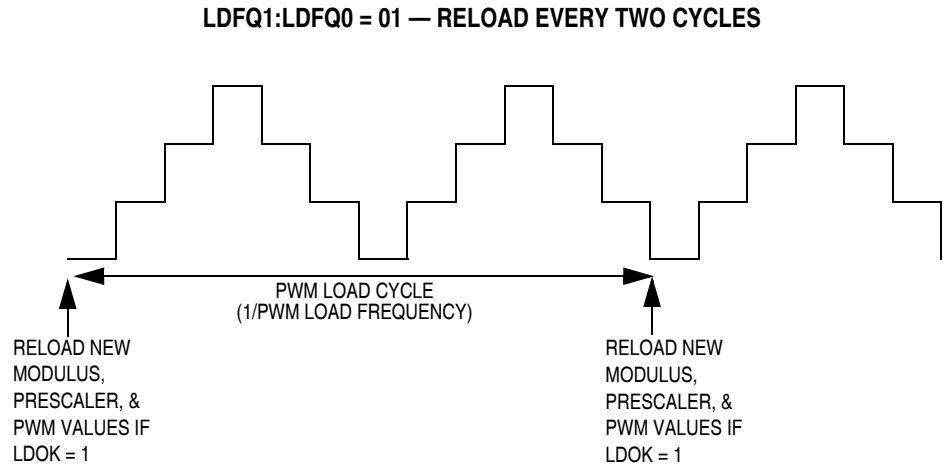 LDFQ1:LDFQ0 = 01 — RELOAD EVERY TWO CYCLES
PWM LOAD CYCLE
(1/PWM LOAD FREQUENCY)
RELOAD NEW
MODULUS,
PRESCALER, &
PWM VALUES IF
LDOK = 1
RELOAD NEW
MODULUS,
PRESCALER, &
PWM VALUES IF
LDOK = 1